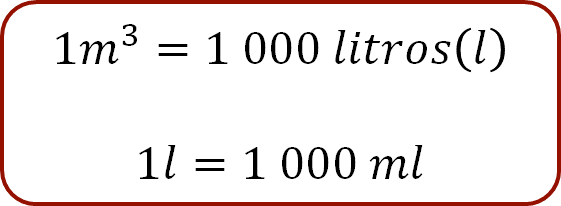 1m³ = 1 000 litros(l)
1l = 1 000 ml